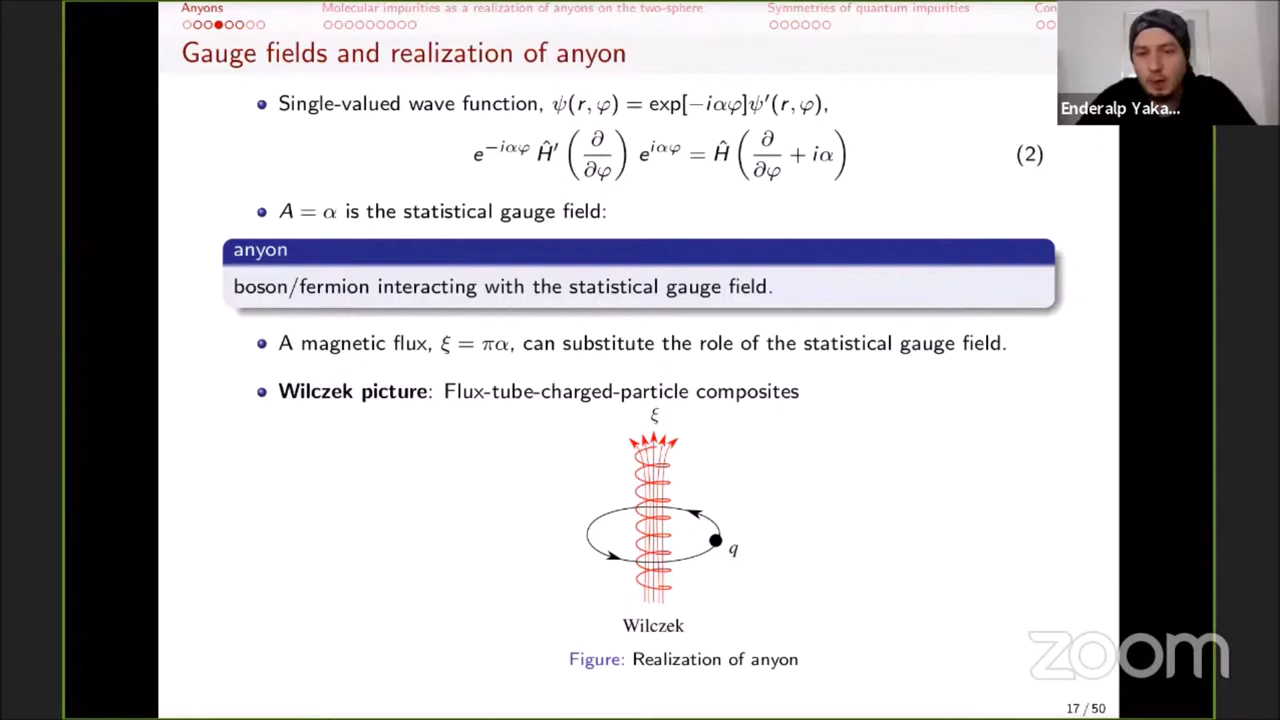 Anyons Molecular impurities as a realization of anyons on the two-sphere Symmetries of quantum impurities Con
Gauge fields and realization of anyon
Enderalp Yaka...
Single-valued wave function, ψ(r, φ) = exp[−iαφ]ψ′(r, φ),
e^{−iαφ} Ĥ′ (∂/∂φ) e^{iαφ} = Ĥ (∂/∂φ + iα) (2)
A = α is the statistical gauge field:
anyon
boson/fermion interacting with the statistical gauge field.
A magnetic flux, ξ = πα, can substitute the role of the statistical gauge field.
Wilczek picture: Flux-tube-charged-particle composites
ξ
q
Wilczek
Figure: Realization of anyon
zoom
17 / 50